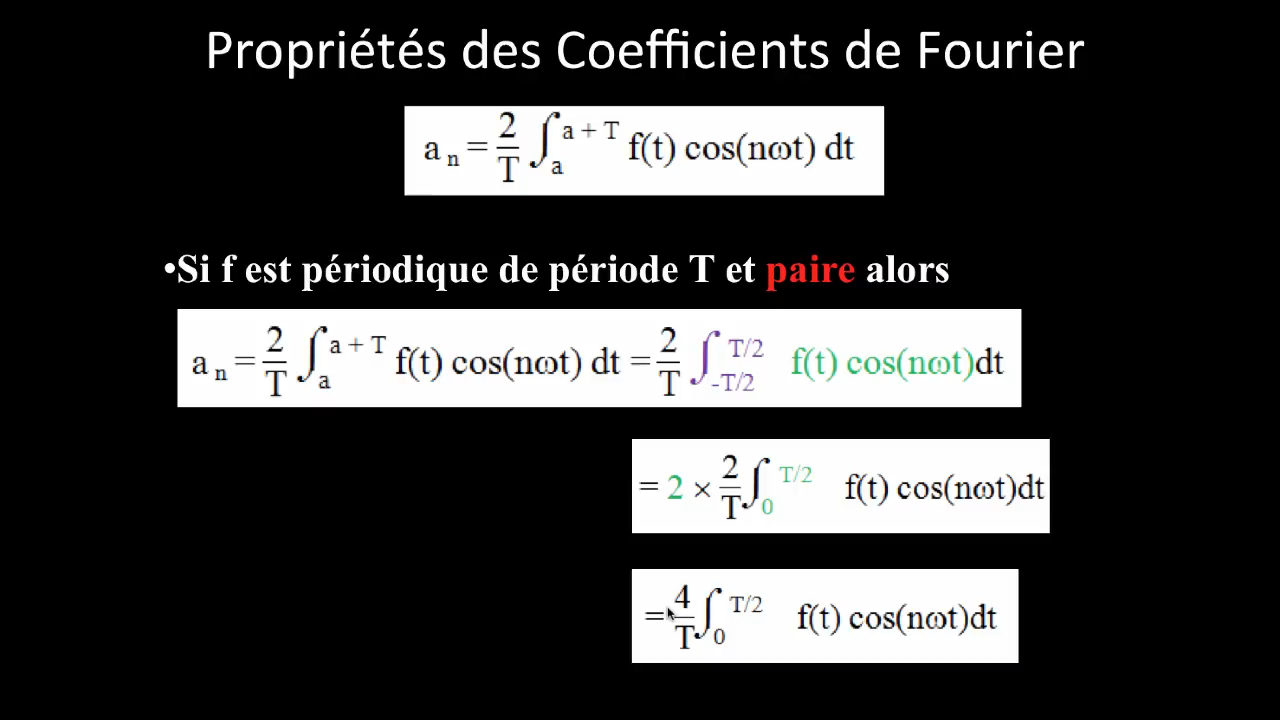 Propriétés des Coefficients de Fourier
a n = 2/T ∫ a a + T f(t) cos(nωt) dt
•Si f est périodique de période T et paire alors
a n = 2/T ∫ a a + T f(t) cos(nωt) dt = 2/T ∫ -T/2 T/2 f(t) cos(nωt)dt
= 2 × 2/T ∫ 0 T/2 f(t) cos(nωt)dt
= 4/T ∫ 0 T/2 f(t) cos(nωt)dt